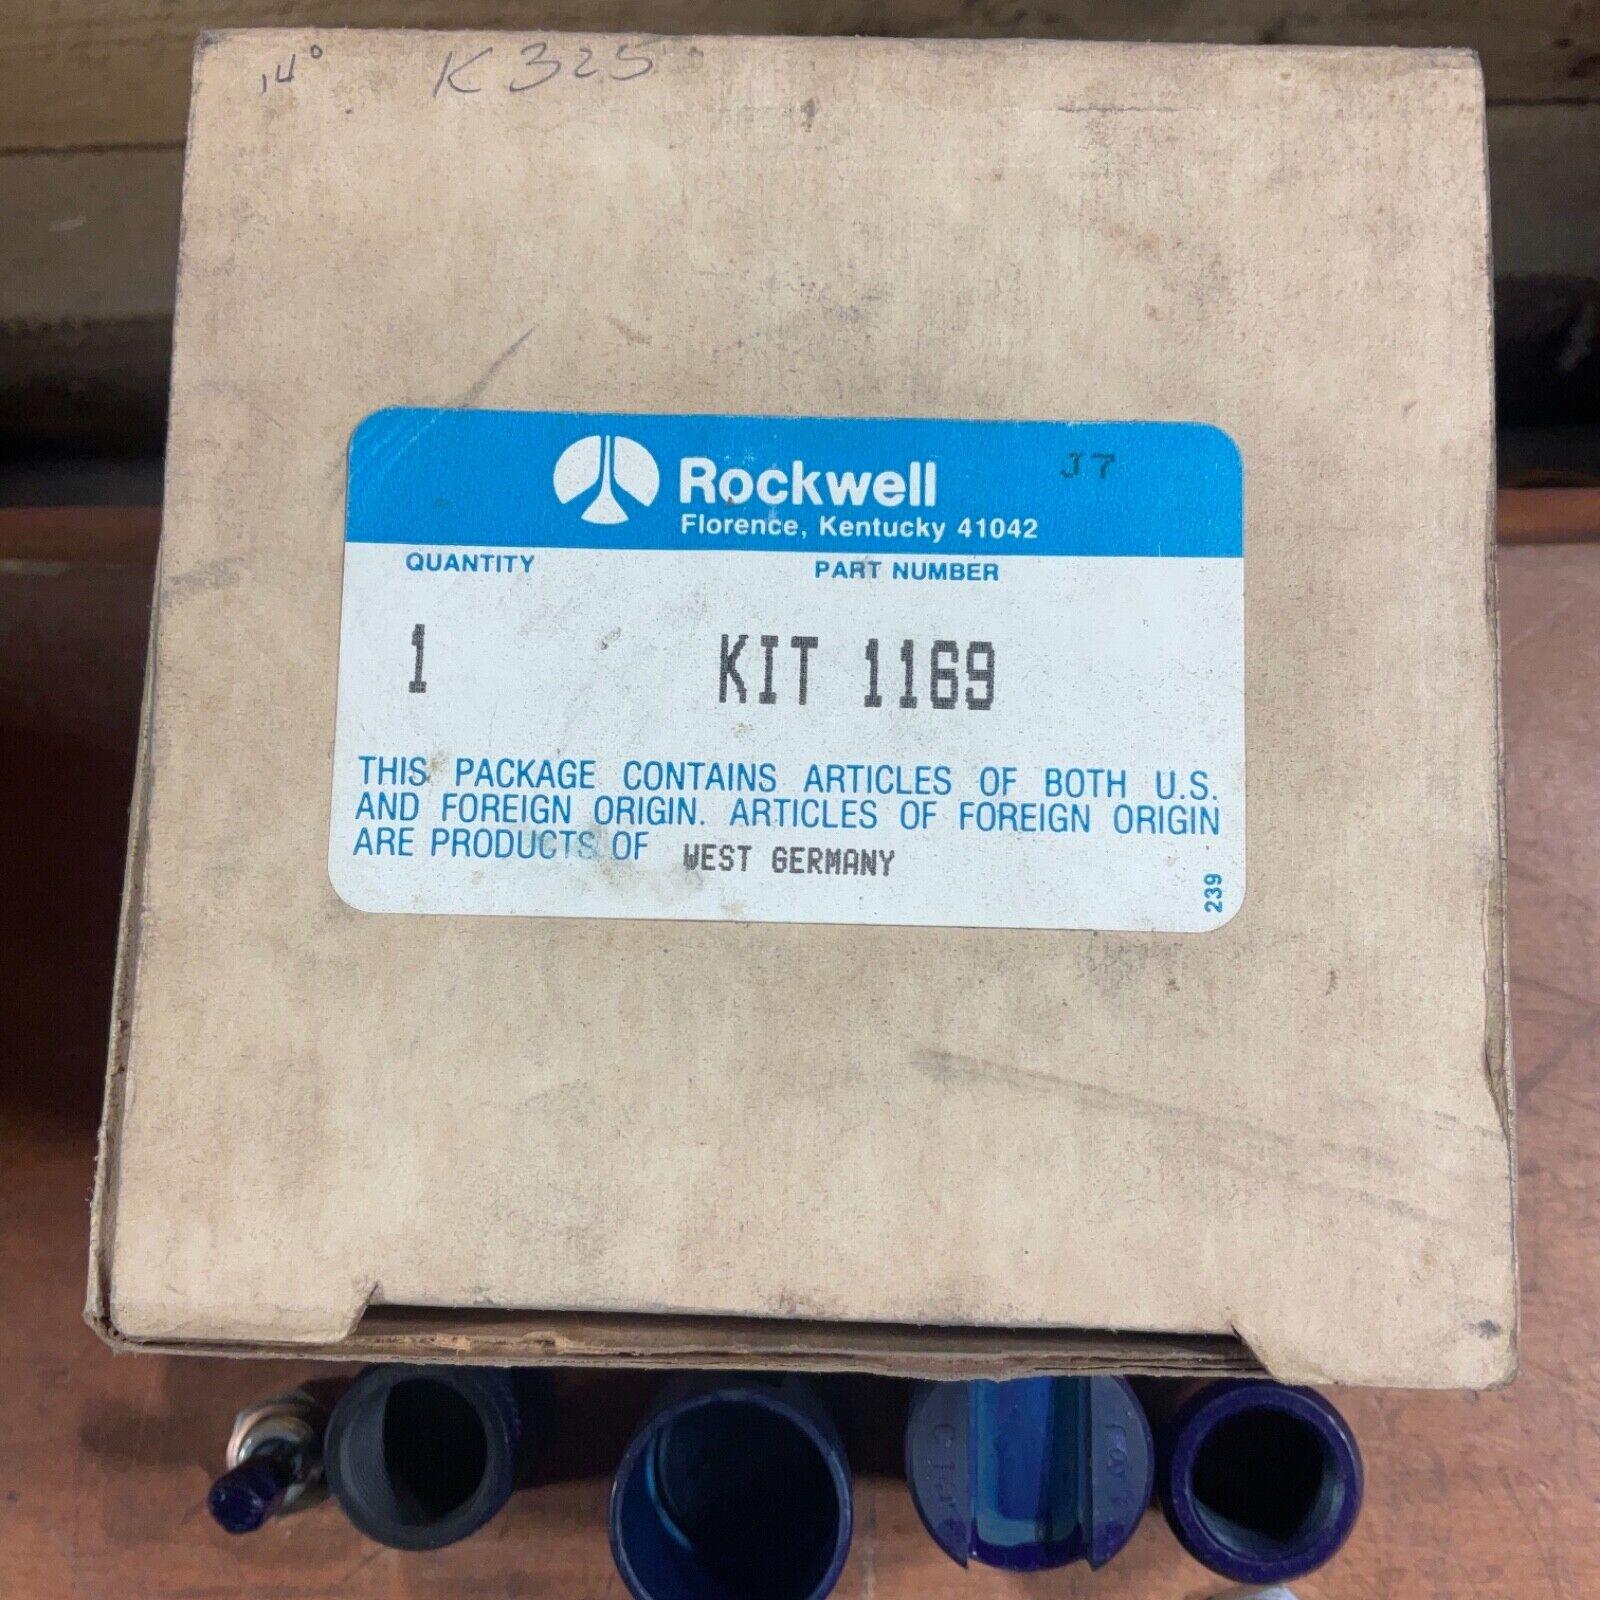 14° K325
Rockwell J7
Florence, Kentucky 41042
QUANTITY PART NUMBER
1 KIT 1169
THIS PACKAGE CONTAINS ARTICLES OF BOTH U.S.
AND FOREIGN ORIGIN. ARTICLES OF FOREIGN ORIGIN
ARE PRODUCTS OF WEST GERMANY
239